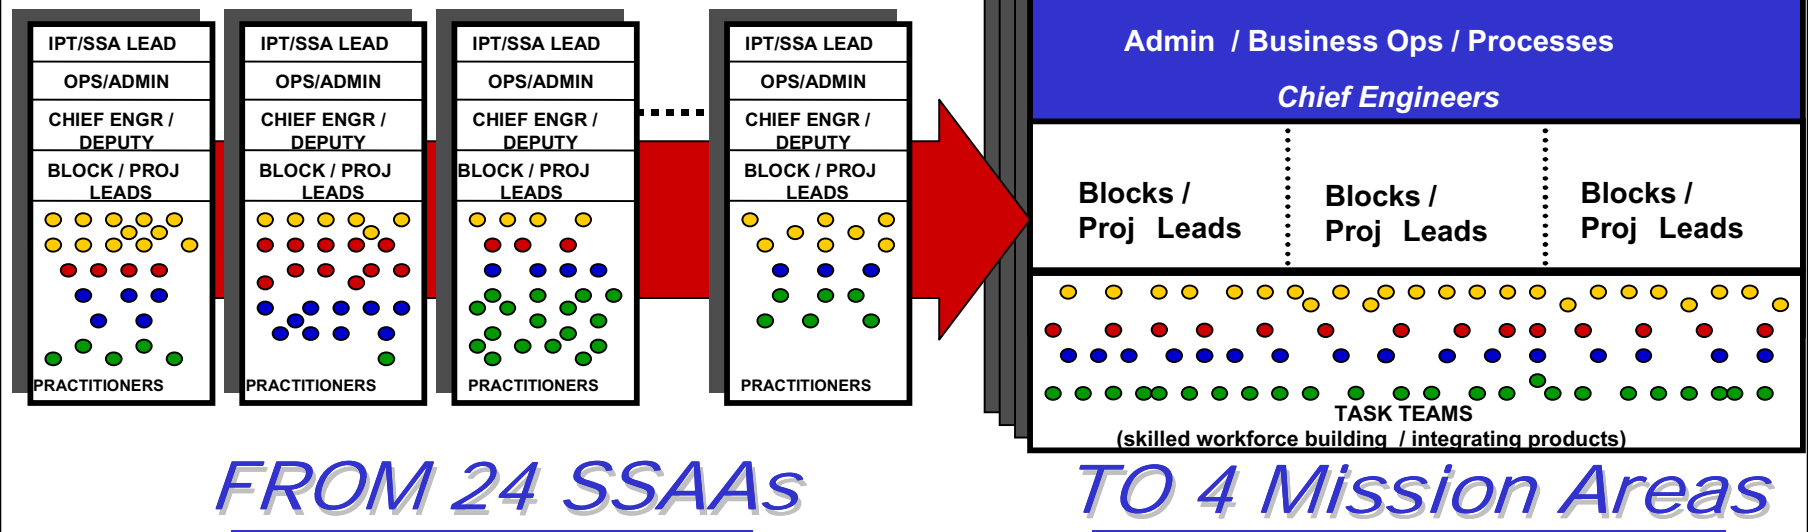 IPT/SSA LEAD
OPS/ADMIN
CHIEF ENGR /
DEPUTY
BLOCK / PROJ
LEADS
PRACTITIONERS
IPT/SSA LEAD
OPS/ADMIN
CHIEF ENGR /
DEPUTY
BLOCK / PROJ
LEADS
PRACTITIONERS
IPT/SSA LEAD
OPS/ADMIN
CHIEF ENGR /
DEPUTY
BLOCK / PROJ
LEADS
PRACTITIONERS
IPT/SSA LEAD
OPS/ADMIN
CHIEF ENGR /
DEPUTY
BLOCK / PROJ
LEADS
PRACTITIONERS
Admin / Business Ops / Processes
Chief Engineers
Blocks /
Proj Leads
Blocks /
Proj Leads
Blocks /
Proj Leads
TASK TEAMS
(skilled workforce building / integrating products)
FROM 24 SSAAs
TO 4 Mission Areas